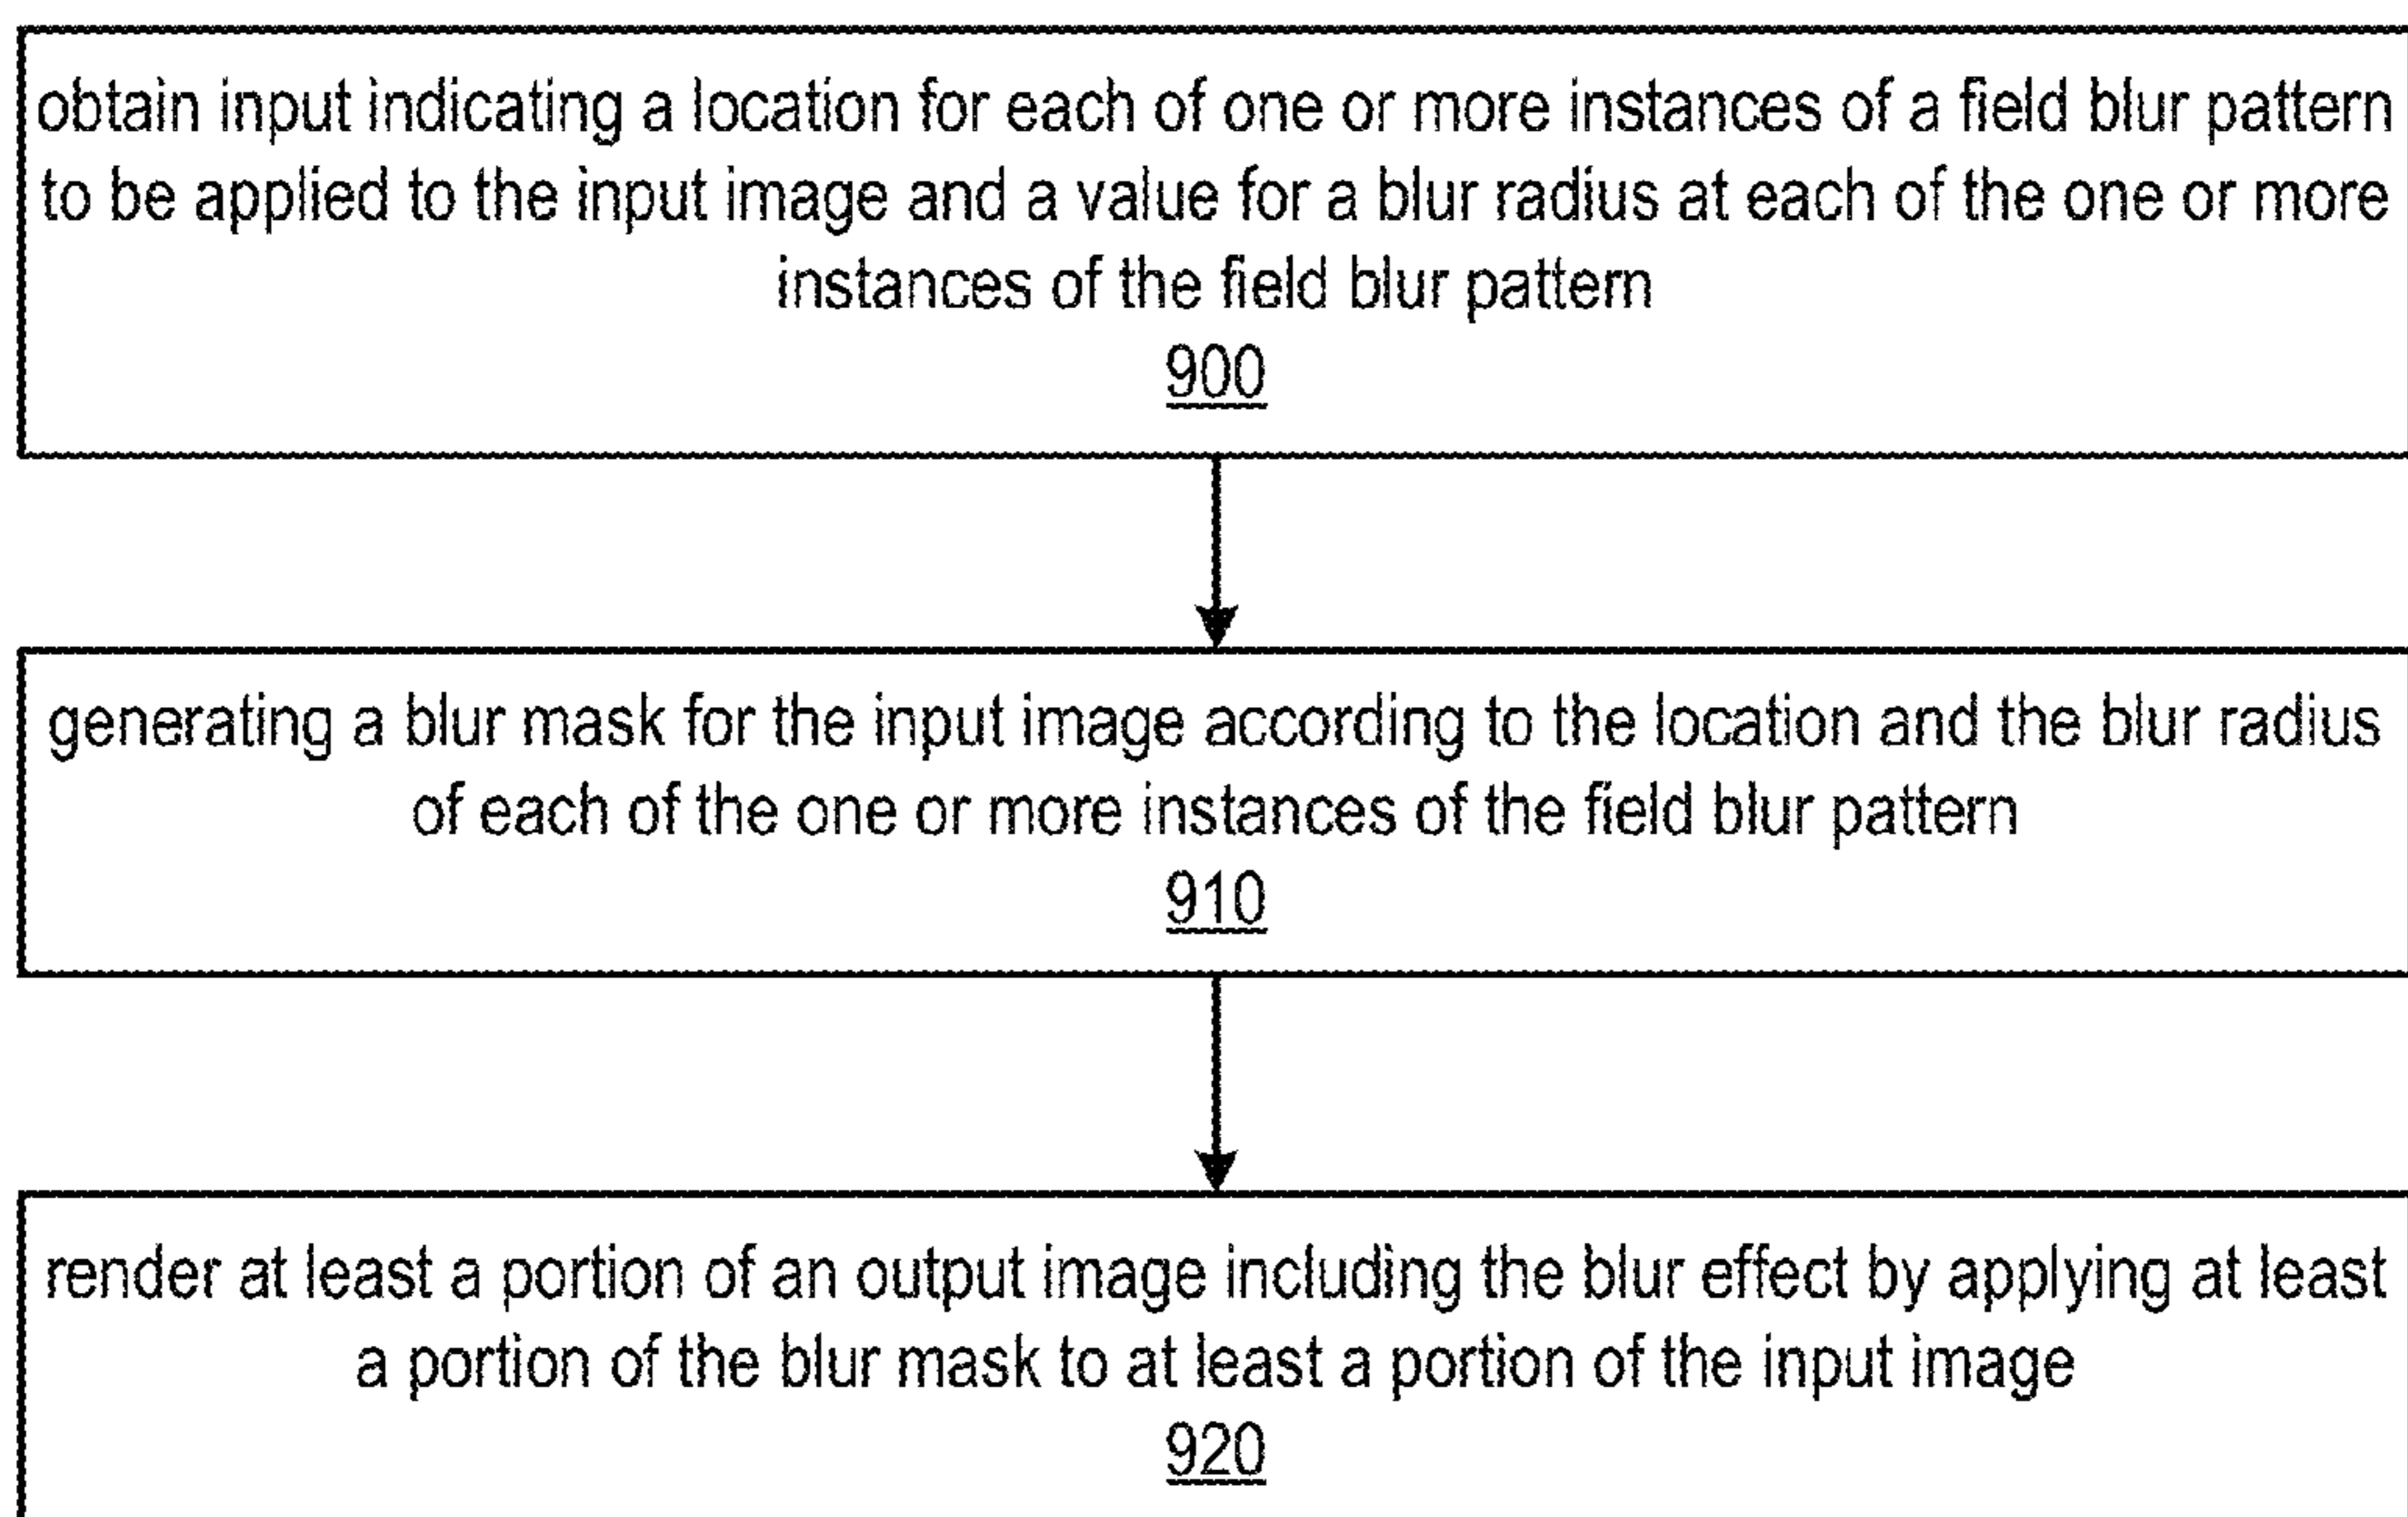 obtain input indicating a location for each of one or more instances of a field blur pattern
to be applied to the input image and a value for a blur radius at each of the one or more
instances of the field blur pattern
900
generating a blur mask for the input image according to the location and the blur radius
of each of the one or more instances of the field blur pattern
910
render at least a portion of an output image including the blur effect by applying at least
a portion of the blur mask to at least a portion of the input image
920